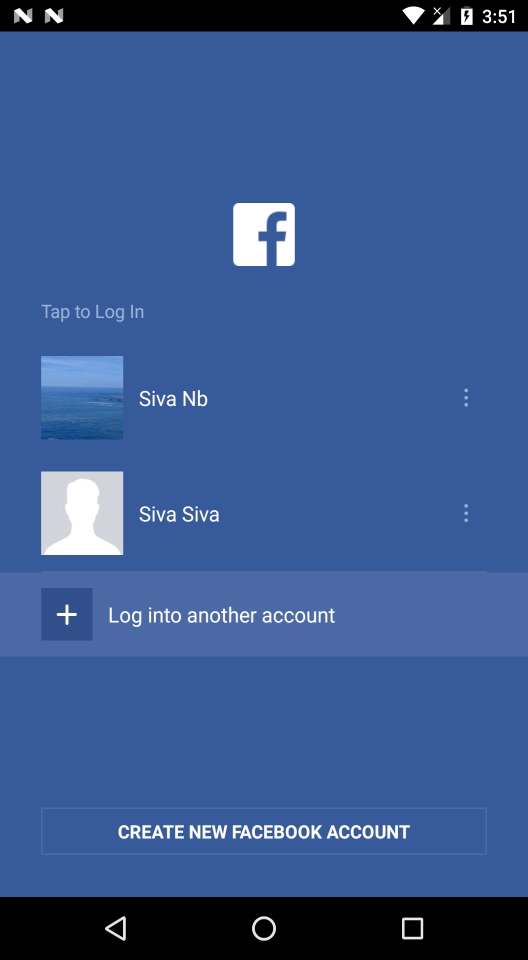 3:51
Tap to Log In
Siva Nb
Siva Siva
Log into another account
CREATE NEW FACEBOOK ACCOUNT